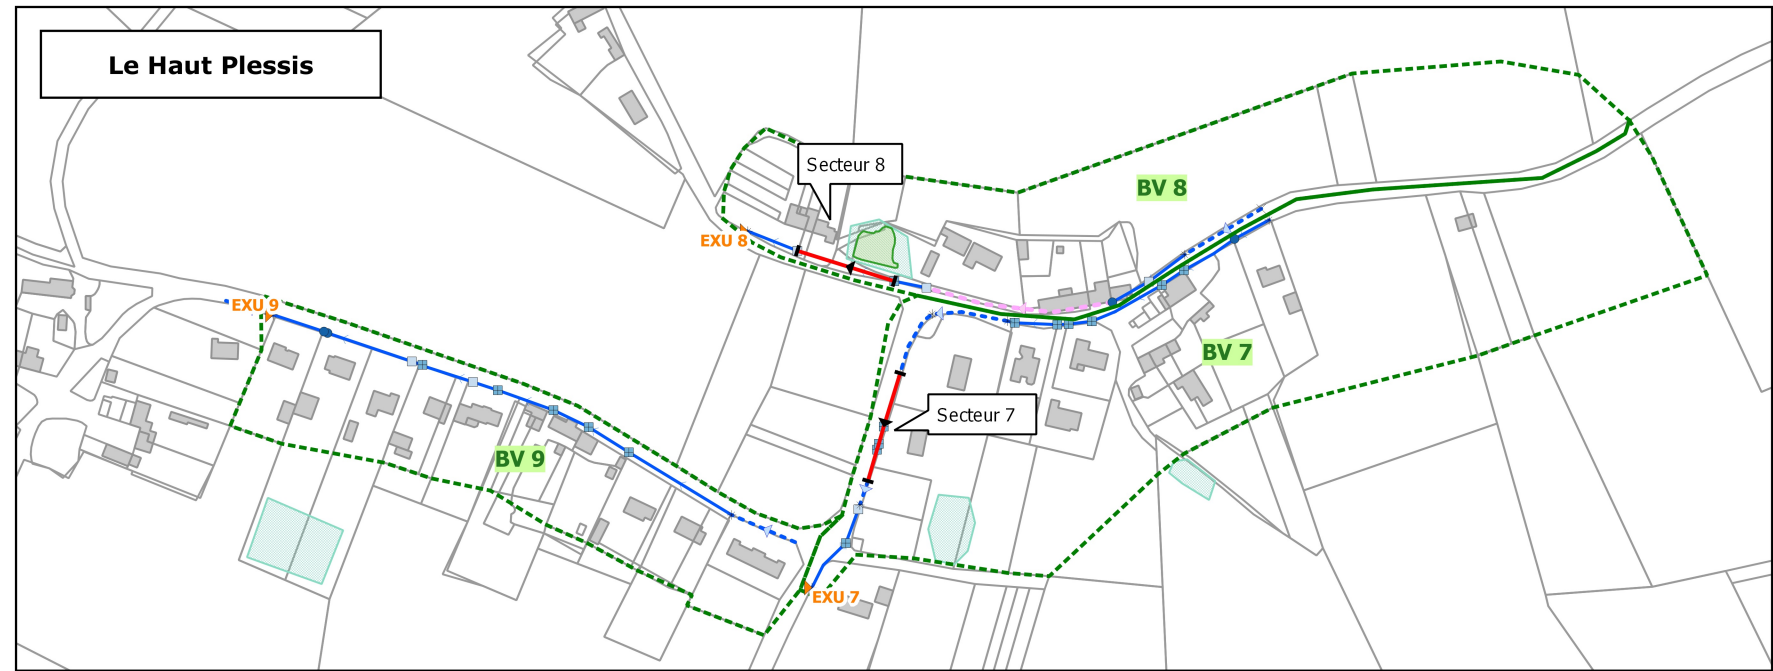 Le Haut Plessis
Secteur 8
BV 8
EXU 8
EXU 9
BV 7
Secteur 7
BV 9
EXU 7